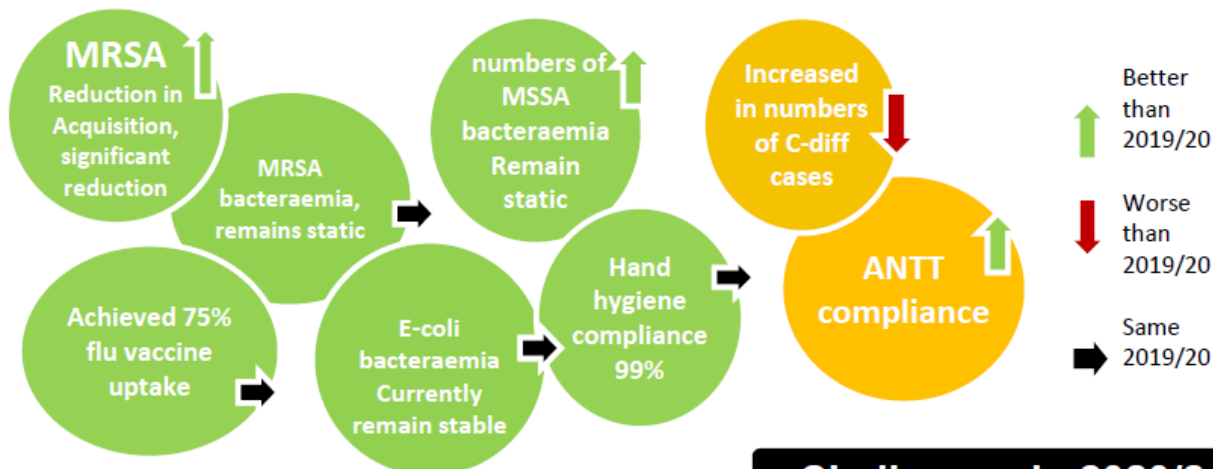 MRSA
Reduction in
Acquisition,
significant
reduction
MRSA
bacteraemia,
remains static
Achieved 75%
flu vaccine
uptake
E-coli
bacteraemia
Currently
remain stable
numbers of
MSSA
bacteraemia
Remain
static
Hand
hygiene
compliance
99%
Increased
in numbers
of C-diff
cases
ANTT
compliance
Better
than
2019/20
Worse
than
2019/20
Same
2019/20